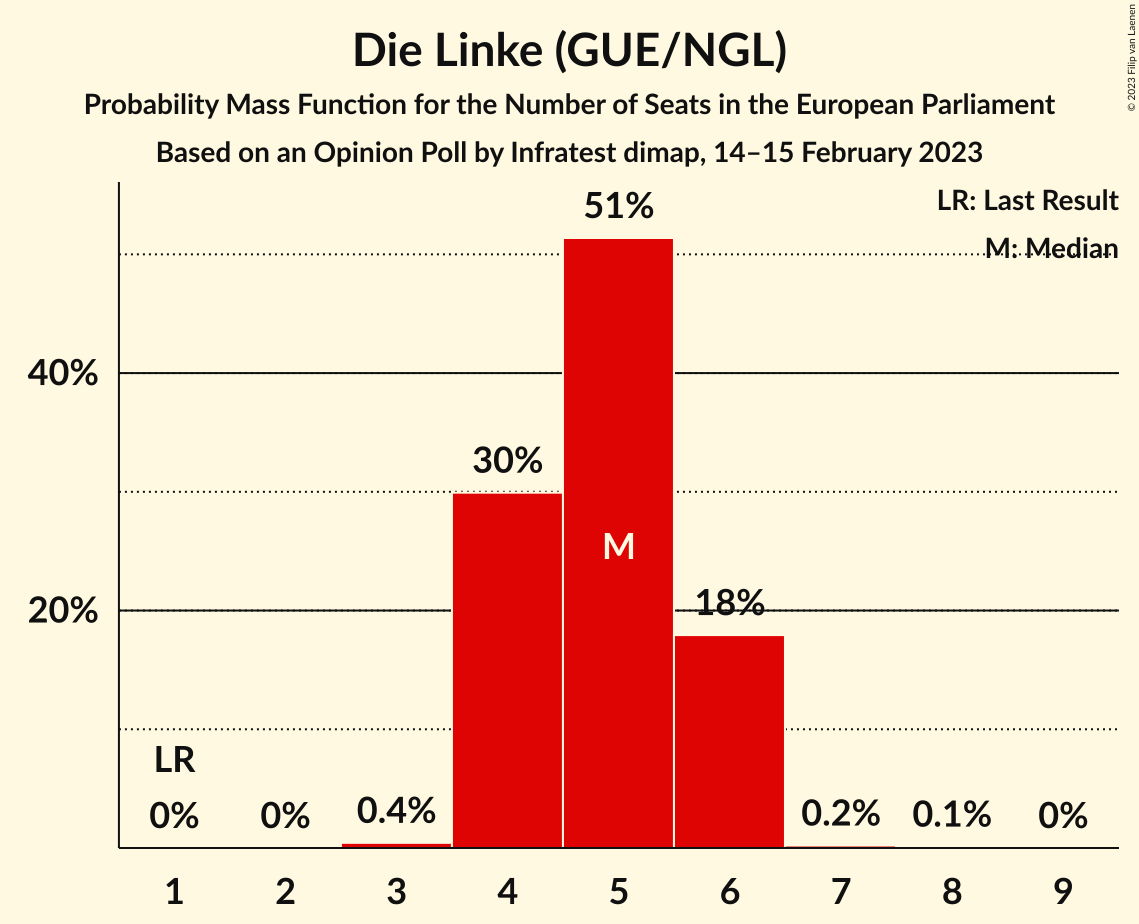 Die Linke (GUE/NGL)
Probability Mass Function for the Number of Seats in the European Parliament
Based on an Opinion Poll by Infratest dimap, 14–15 February 2023
© 2023 Filip van Laenen
LR: Last Result
M: Median
51%
40%
30%
M
20%
18%
LR
0%
0%
0.4%
0.2%
0.1%
0%
1 2 3 4 5 6 7 8 9